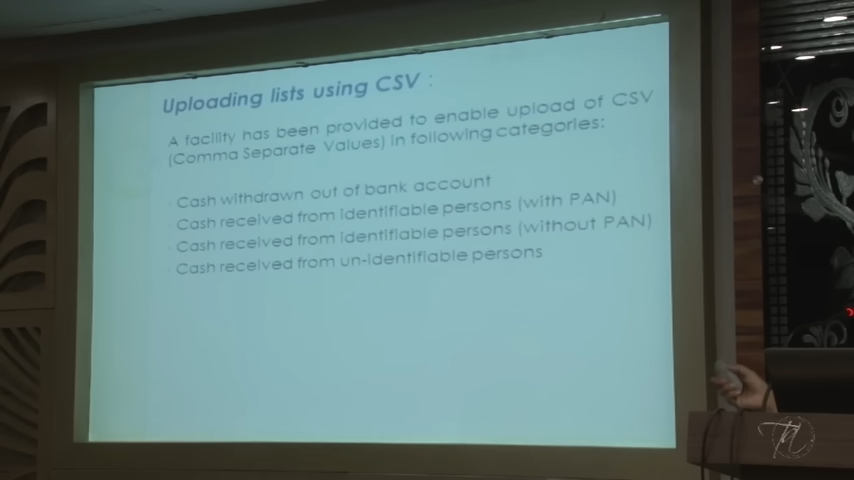 Uploading lists using CSV :
A facility has been provided to enable upload of CSV
(Comma Separate Values) in following categories:
Cash withdrawn out of bank account
Cash received from identifiable persons (with PAN)
Cash received from identifiable persons (without PAN)
Cash received from un-identifiable persons